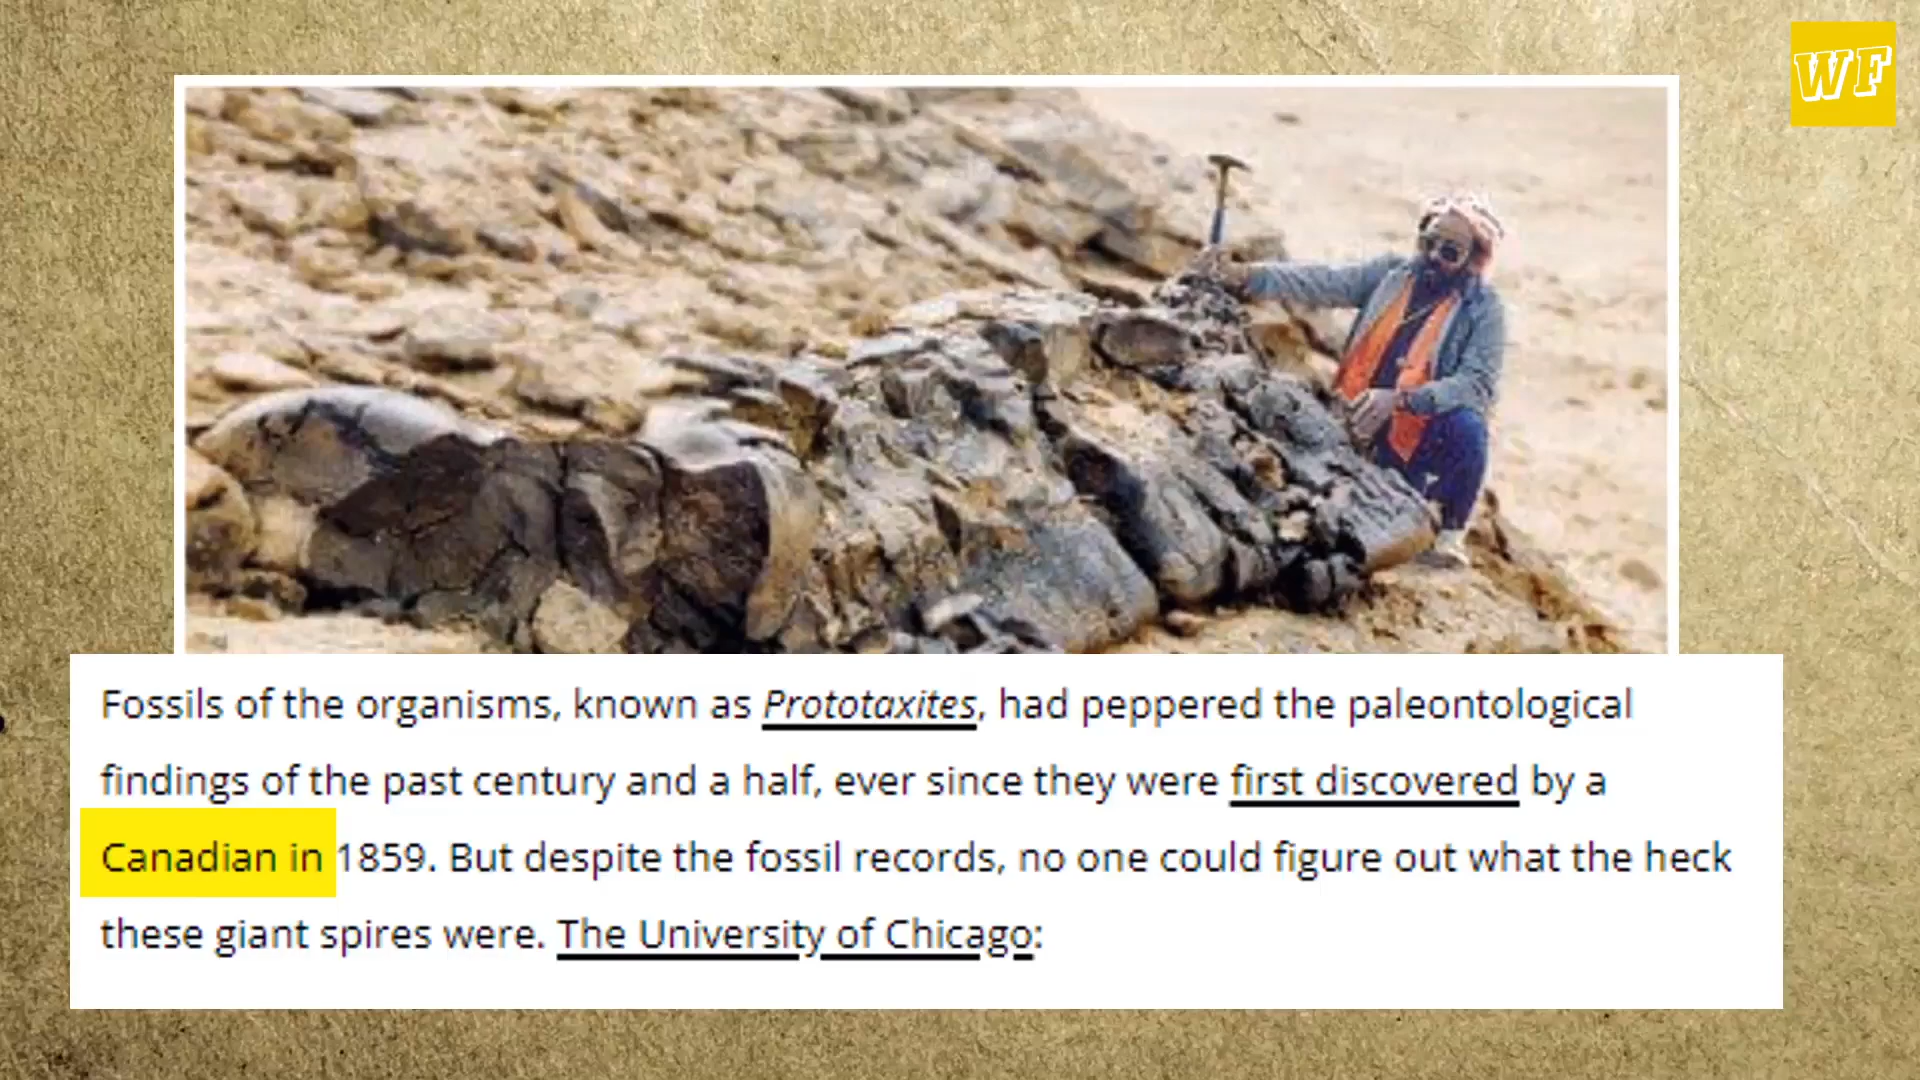 WF
Fossils of the organisms, known as Prototaxites, had peppered the paleontological
findings of the past century and a half, ever since they were first discovered by a
Canadian in 1859. But despite the fossil records, no one could figure out what the heck
these giant spires were. The University of Chicago: